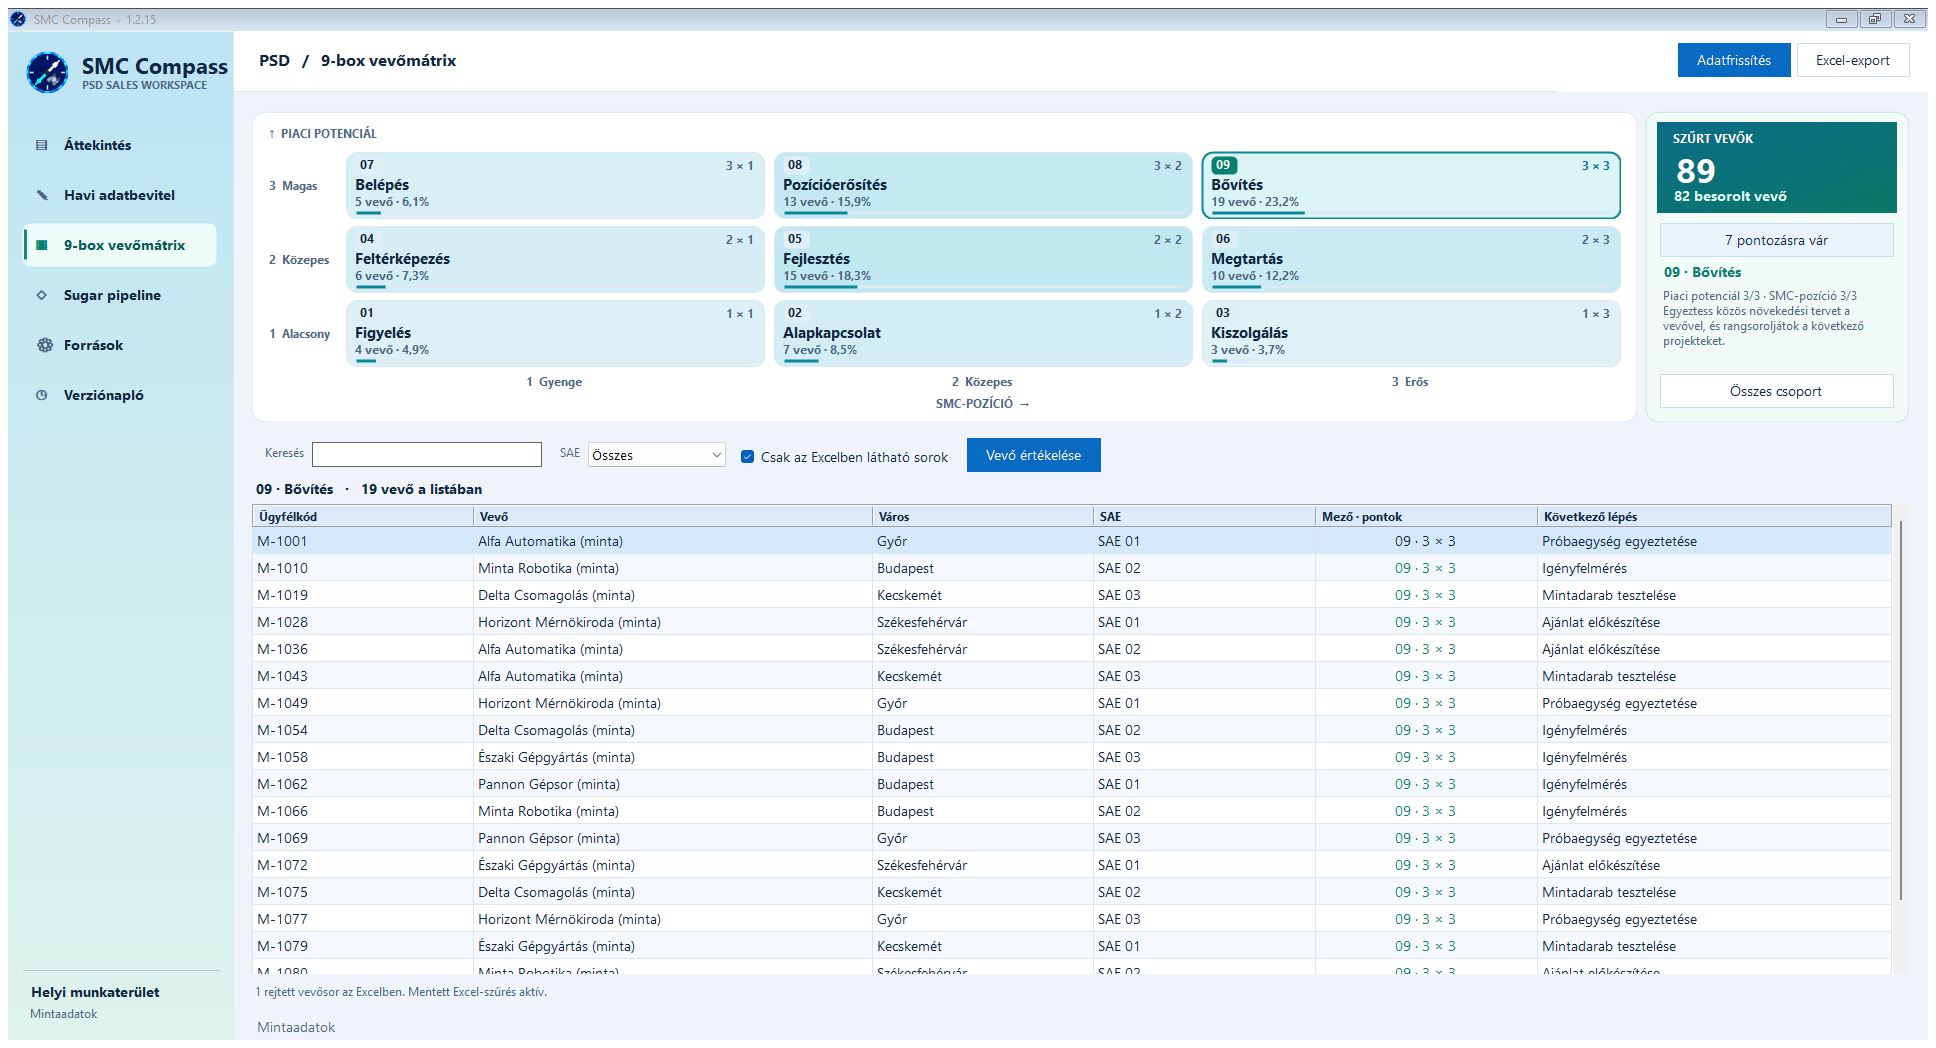 SMC Compass · 1.2.15
SMC Compass
PSD SALES WORKSPACE
Áttekintés
Havi adatbevitel
9-box vevőmátrix
Sugar pipeline
Források
Verziónapló
Helyi munkaterület
Mintaadatok
PSD / 9-box vevőmátrix
Adatfrissítés
Excel-export
↑ PIACI POTENCIÁL
3 Magas
07 3 × 1
Belépés
5 vevő · 6,1%
08 3 × 2
Pozícióerősítés
13 vevő · 15,9%
09 3 × 3
Bővítés
19 vevő · 23,2%
2 Közepes
04 2 × 1
Feltérképezés
6 vevő · 7,3%
05 2 × 2
Fejlesztés
15 vevő · 18,3%
06 2 × 3
Megtartás
10 vevő · 12,2%
1 Alacsony
01 1 × 1
Figyelés
4 vevő · 4,9%
02 1 × 2
Alapkapcsolat
7 vevő · 8,5%
03 1 × 3
Kiszolgálás
3 vevő · 3,7%
1 Gyenge 2 Közepes 3 Erős
SMC-POZÍCIÓ →
SZŰRT VEVŐK
89
82 besorolt vevő
7 pontozásra vár
09 · Bővítés
Piaci potenciál 3/3 · SMC-pozíció 3/3
Egyeztess közös növekedési tervet a
vevővel, és rangsoroljátok a következő
projekteket.
Összes csoport
Keresés SAE Összes Csak az Excelben látható sorok Vevő értékelése
09 · Bővítés · 19 vevő a listában
Ügyfélkód Vevő Város SAE Mező · pontok Következő lépés
M-1001 Alfa Automatika (minta) Győr SAE 01 09 · 3 × 3 Próbaegység egyeztetése
M-1010 Minta Robotika (minta) Budapest SAE 02 09 · 3 × 3 Igényfelmérés
M-1019 Delta Csomagolás (minta) Kecskemét SAE 03 09 · 3 × 3 Mintadarab tesztelése
M-1028 Horizont Mérnökiroda (minta) Székesfehérvár SAE 01 09 · 3 × 3 Ajánlat előkészítése
M-1036 Alfa Automatika (minta) Székesfehérvár SAE 02 09 · 3 × 3 Ajánlat előkészítése
M-1043 Alfa Automatika (minta) Kecskemét SAE 03 09 · 3 × 3 Mintadarab tesztelése
M-1049 Horizont Mérnökiroda (minta) Győr SAE 01 09 · 3 × 3 Próbaegység egyeztetése
M-1054 Delta Csomagolás (minta) Budapest SAE 02 09 · 3 × 3 Igényfelmérés
M-1058 Északi Gépgyártás (minta) Budapest SAE 03 09 · 3 × 3 Igényfelmérés
M-1062 Pannon Gépsor (minta) Budapest SAE 01 09 · 3 × 3 Igényfelmérés
M-1066 Minta Robotika (minta) Budapest SAE 02 09 · 3 × 3 Igényfelmérés
M-1069 Pannon Gépsor (minta) Győr SAE 03 09 · 3 × 3 Próbaegység egyeztetése
M-1072 Északi Gépgyártás (minta) Székesfehérvár SAE 01 09 · 3 × 3 Ajánlat előkészítése
M-1075 Delta Csomagolás (minta) Kecskemét SAE 02 09 · 3 × 3 Mintadarab tesztelése
M-1077 Horizont Mérnökiroda (minta) Győr SAE 03 09 · 3 × 3 Próbaegység egyeztetése
M-1079 Északi Gépgyártás (minta) Kecskemét SAE 01 09 · 3 × 3 Mintadarab tesztelése
M-1080 Minta Robotika (minta) Székesfehérvár SAE 02 09 · 3 × 3 Ajánlat előkészítése
1 rejtett vevősor az Excelben. Mentett Excel-szűrés aktív.
Mintaadatok